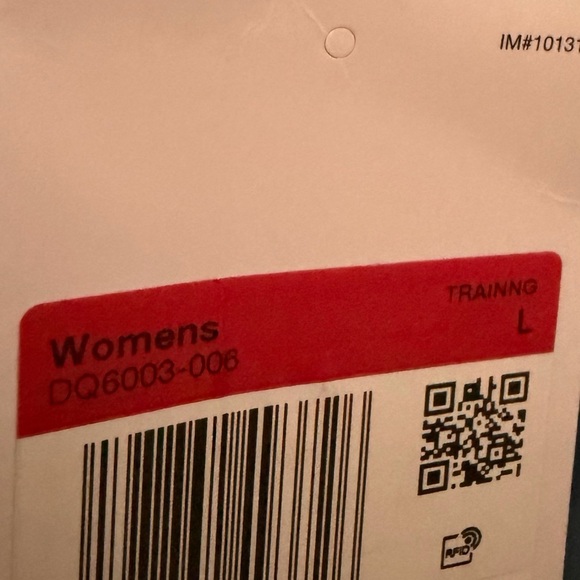 IM#10131
TRAINNG
Womens
L
DQ6003-006
RFID